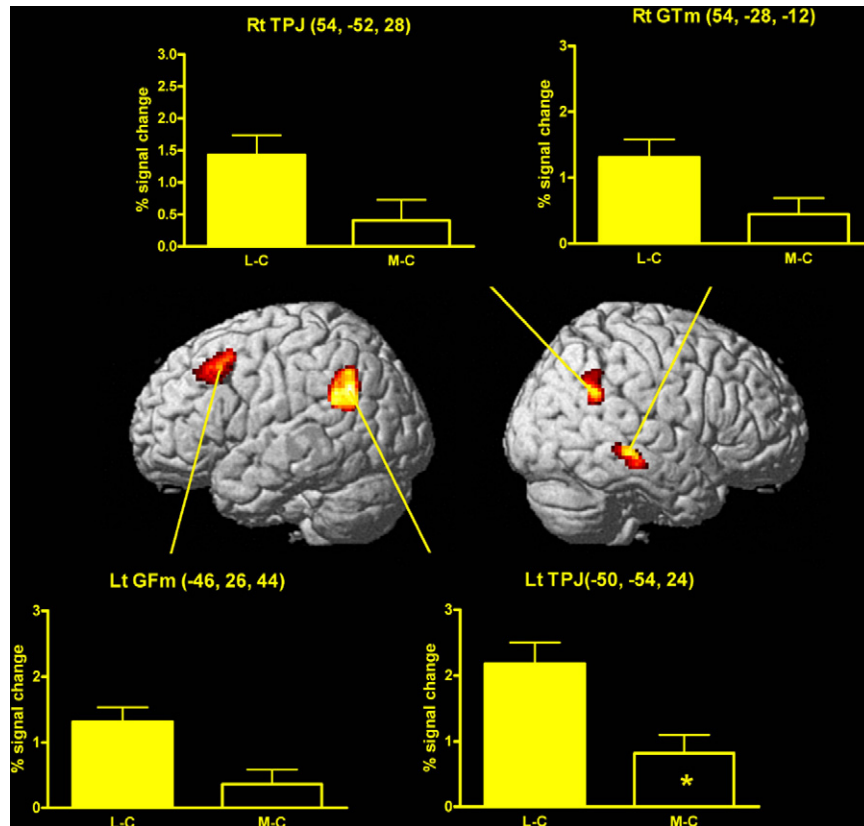 Rt TPJ (54, -52, 28)
% signal change
3.0
2.5
2.0
1.5
1.0
0.5
0.0
L-C
M-C
Rt GTm (54, -28, -12)
% signal change
3
2
1
0
L-C
M-C
Lt GFm (-46, 26, 44)
% signal change
3
2
1
0
L-C
M-C
Lt TPJ(-50, -54, 24)
% signal change
3
2
1
0
*
L-C
M-C